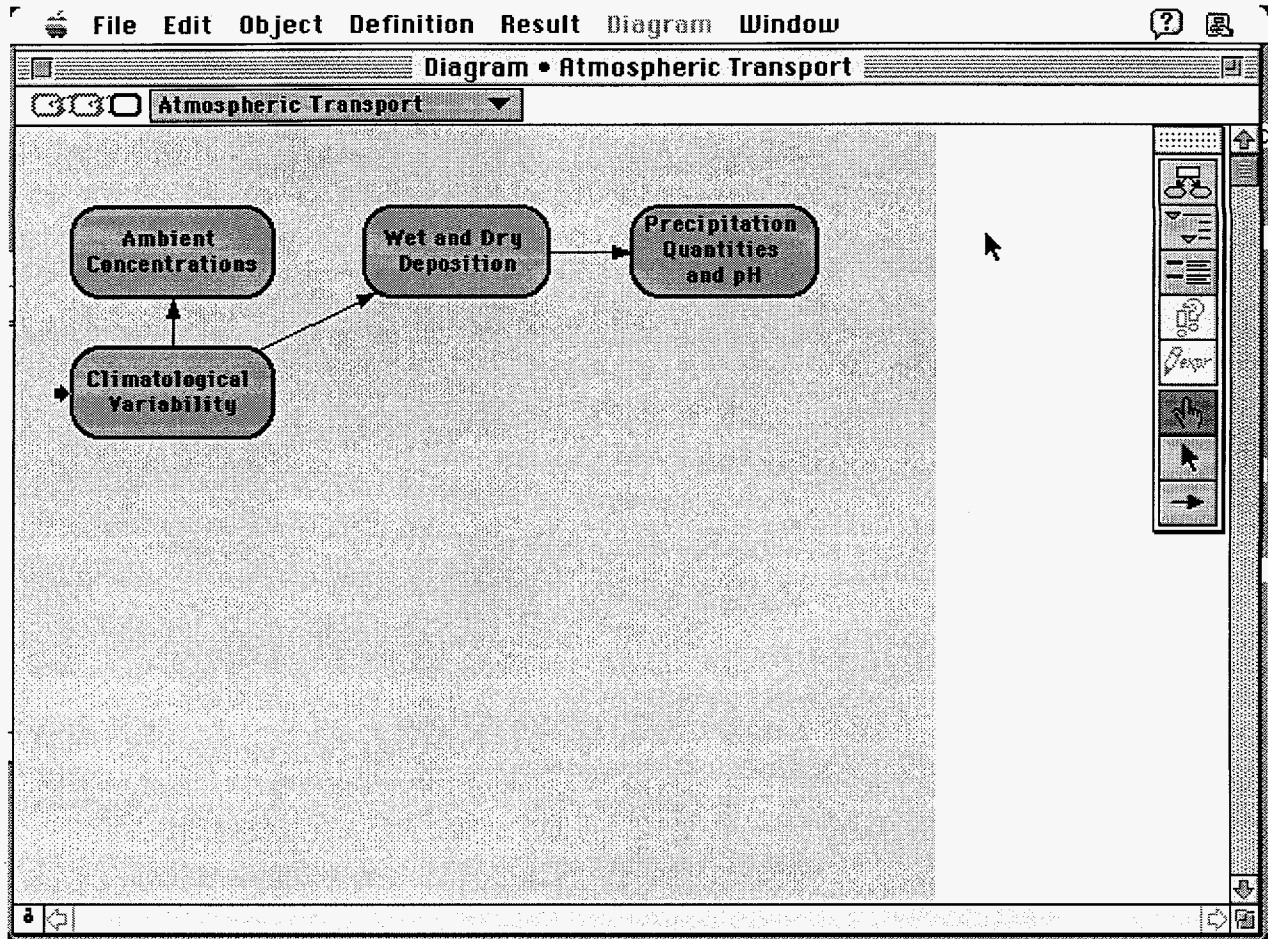 File Edit Object Definition Result Diagram Window
Diagram • Atmospheric Transport
Atmospheric Transport
Ambient
Concentrations
Wet and Dry
Deposition
Precipitation
Quantities
and pH
Climatological
Variability
expr